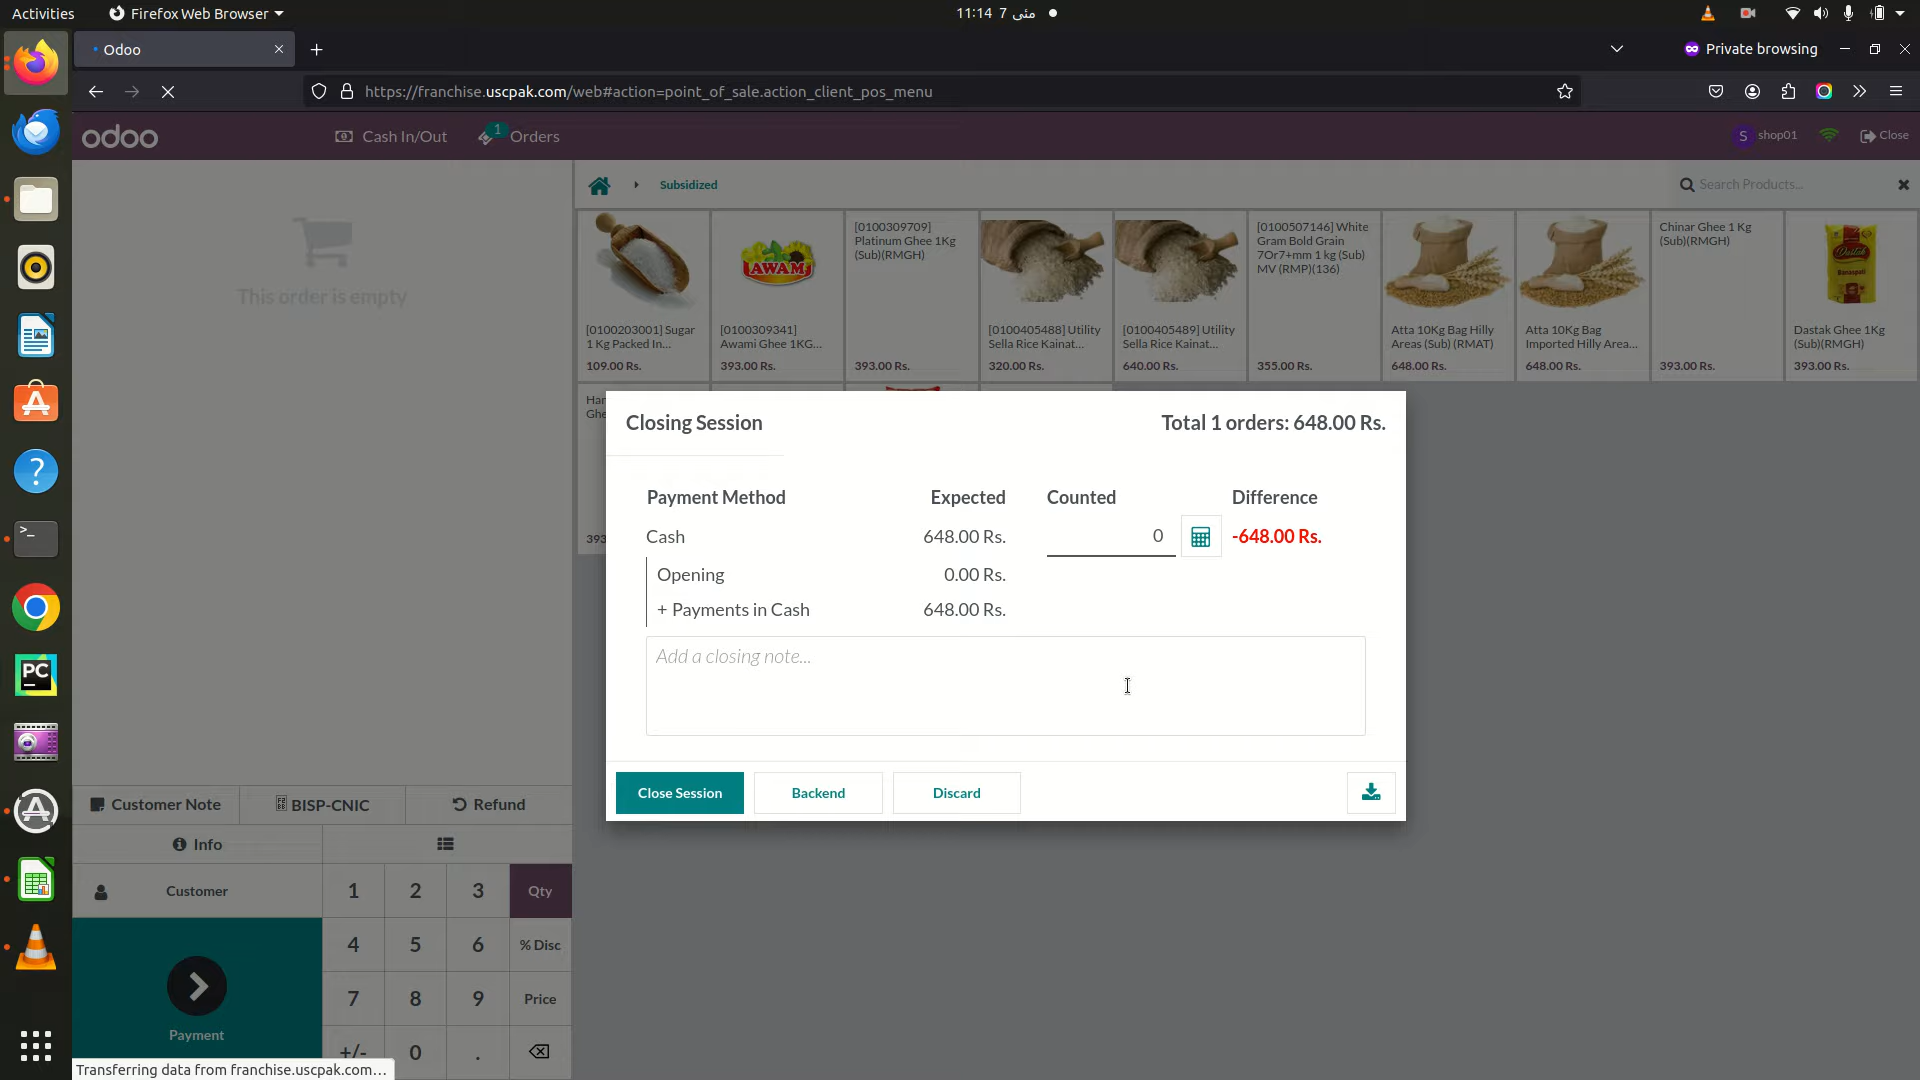 Activities
Firefox Web Browser
11:14 7 مئی
Odoo
Private browsing
https://franchise.uscpak.com/web#action=point_of_sale.action_client_pos_menu
odoo
Cash In/Out
1
Orders
S
shop01
Close
This order is empty
Subsidized
Search Products...
[0100203001] Sugar
1 Kg Packed In...
109.00 Rs.
AWAM
[0100309341]
Awami Ghee 1KG...
393.00 Rs.
[0100309709]
Platinum Ghee 1Kg
(Sub)(RMGH)
393.00 Rs.
[0100405488] Utility
Sella Rice Kainat...
320.00 Rs.
[0100405489] Utility
Sella Rice Kainat...
640.00 Rs.
[0100507146] White
Gram Bold Grain
7Or7+mm 1 kg (Sub)
MV (RMP)(136)
355.00 Rs.
Atta 10Kg Bag Hilly
Areas (Sub) (RMAT)
648.00 Rs.
Atta 10Kg Bag
Imported Hilly Area...
648.00 Rs.
Chinar Ghee 1 Kg
(Sub)(RMGH)
393.00 Rs.
Dastak
Banaspati
Dastak Ghee 1Kg
(Sub)(RMGH)
393.00 Rs.
Closing Session
Total 1 orders: 648.00 Rs.
Payment Method
Expected
Counted
Difference
Cash
648.00 Rs.
0
-648.00 Rs.
Opening
0.00 Rs.
+ Payments in Cash
648.00 Rs.
Add a closing note...
Close Session
Backend
Discard
Customer Note
BISP-CNIC
Refund
Info
Customer
1
2
3
Qty
4
5
6
% Disc
7
8
9
Price
Payment
+/-
0
.
PC
Transferring data from franchise.uscpak.com...